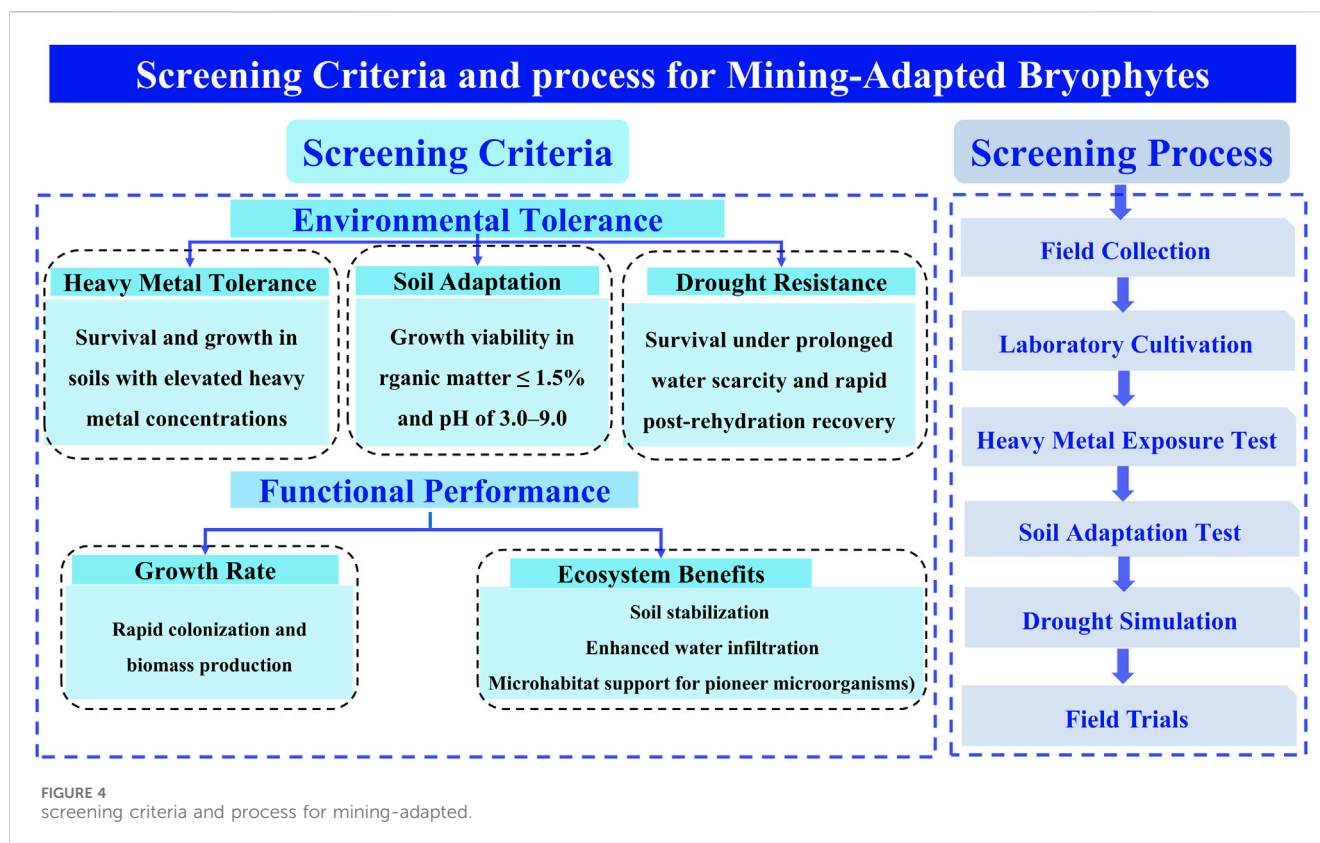 Screening Criteria and process for Mining-Adapted Bryophytes
Screening Criteria
Environmental Tolerance
Heavy Metal Tolerance
Survival and growth in
soils with elevated heavy
metal concentrations
Soil Adaptation
Growth viability in
rganic matter ≤ 1.5%
and pH of 3.0–9.0
Drought Resistance
Survival under prolonged
water scarcity and rapid
post-rehydration recovery
Functional Performance
Growth Rate
Rapid colonization and
biomass production
Ecosystem Benefits
Soil stabilization
Enhanced water infiltration
Microhabitat support for pioneer microorganisms)
Screening Process
Field Collection
Laboratory Cultivation
Heavy Metal Exposure Test
Soil Adaptation Test
Drought Simulation
Field Trials
FIGURE 4
screening criteria and process for mining-adapted.